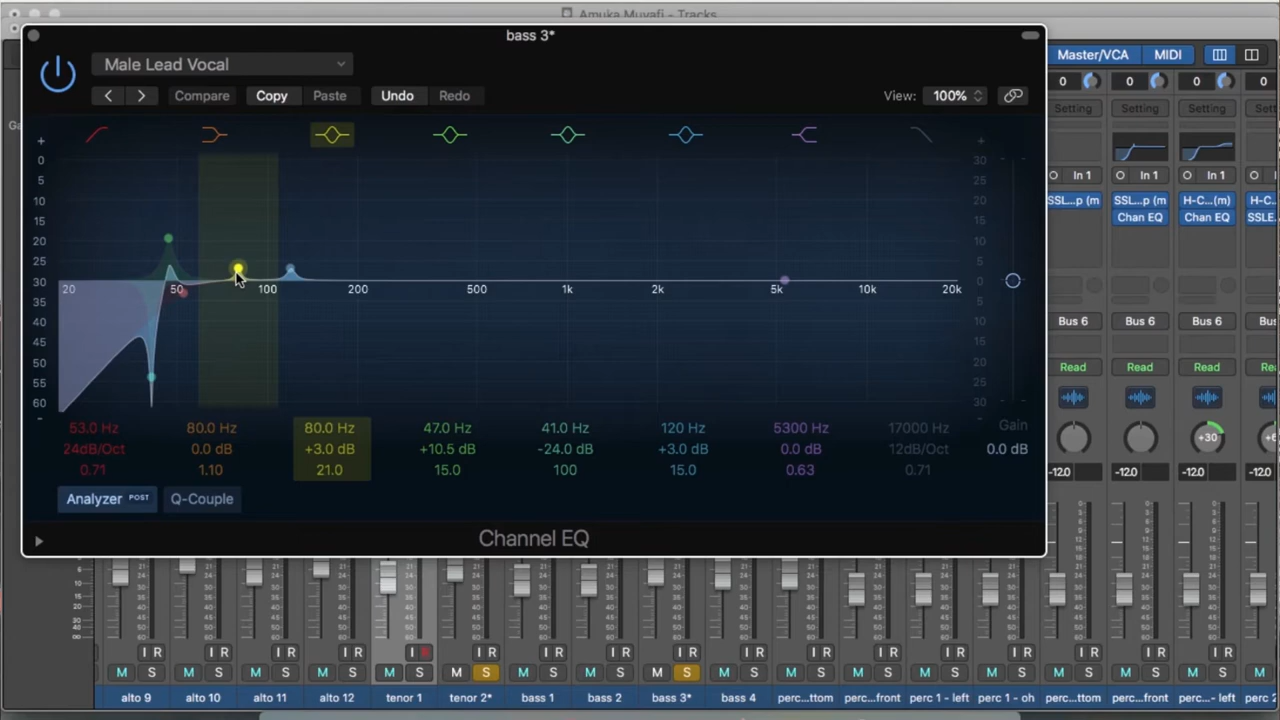 Amuka Muyafi - Tracks
bass 3*
Male Lead Vocal
Compare Copy Paste Undo Redo View: 100%
Master/VCA MIDI
0 0 0 0
Setting Setting Setting
In 1 In 1 In 1
SSL...p (m SSL...p (m H-C...(m) H-C...
Chan EQ Chan EQ SSLE
+ +
0 30
5 25
10 20
15 15
20 10
25 5
30 20 50 100 200 500 1k 2k 5k 10k 20k 0
35 5
40 10
45 15
50 20
55 25
60 30
- -
Bus 6 Bus 6 Bus 6 Bus
Read Read Read Re
53.0 Hz 80.0 Hz 80.0 Hz 47.0 Hz 41.0 Hz 120 Hz 5300 Hz 17000 Hz Gain
24dB/Oct 0.0 dB +3.0 dB +10.5 dB -24.0 dB +3.0 dB 0.0 dB 12dB/Oct 0.0 dB
0.71 1.10 21.0 15.0 100 15.0 0.63 0.71
+30
-12.0 -12.0 -12.0 -12.0
Analyzer POST Q-Couple
Channel EQ
I R I R I R I R I R I R I R I R I R I R I R I R I R I R I R I R I R
M S M S M S M S M S M S M S M S M S M S M S M S M S M S M S M S M S
alto 9 alto 10 alto 11 alto 12 tenor 1 tenor 2* bass 1 bass 2 bass 3* bass 4 perc...ttom perc...front perc 1 - left perc 1 - oh perc...ttom perc...front perc...- left perc 2